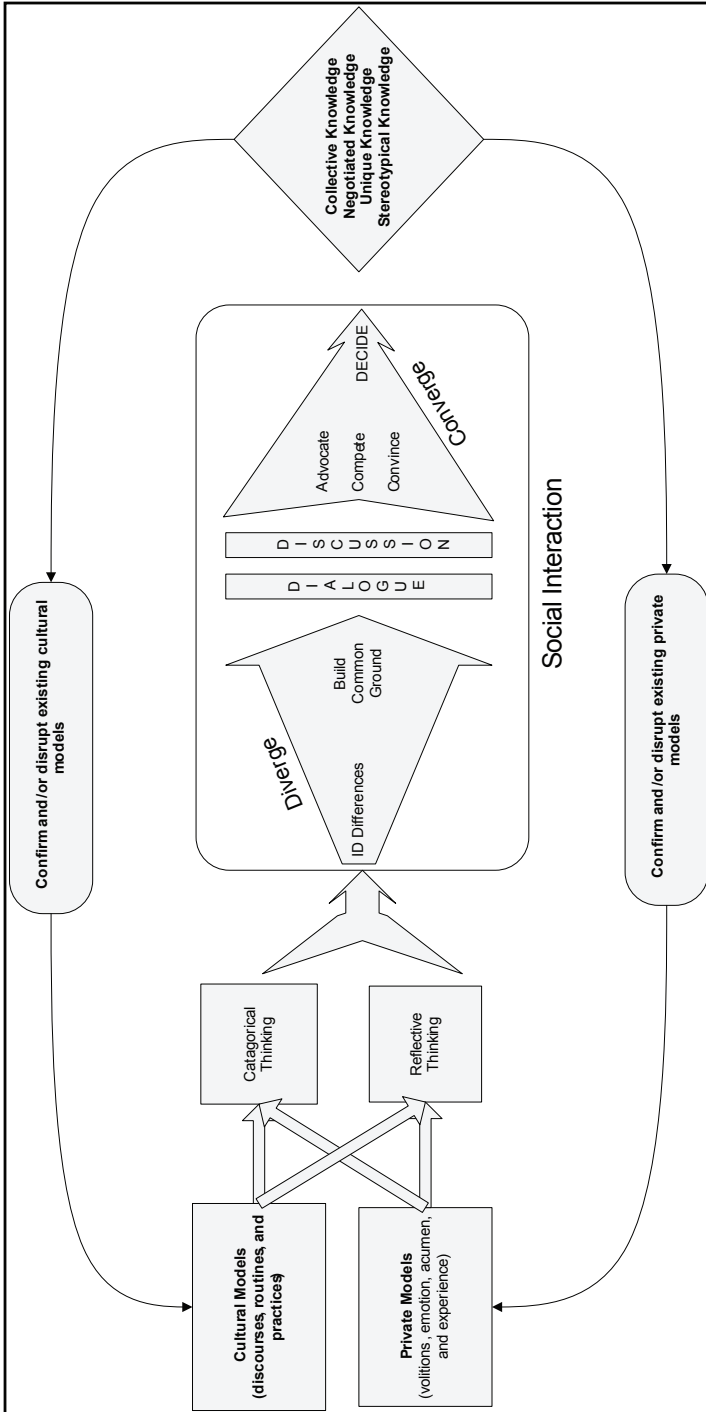 Confirm and/or disrupt existing cultural
models
Cultural Models
(discourses, routines, and
practices)
Private Models
(volitions, emotion, acumen,
and experience)
Catagorical
Thinking
Reflective
Thinking
Diverge
ID Differences
Build
Common
Ground
DIALOGUE
DISCUSSION
Advocate
Compete
Convince
DECIDE
Converge
Social Interaction
Collective Knowledge
Negotiated Knowledge
Unique Knowledge
Stereotypical Knowledge
Confirm and/or disrupt existing private
models